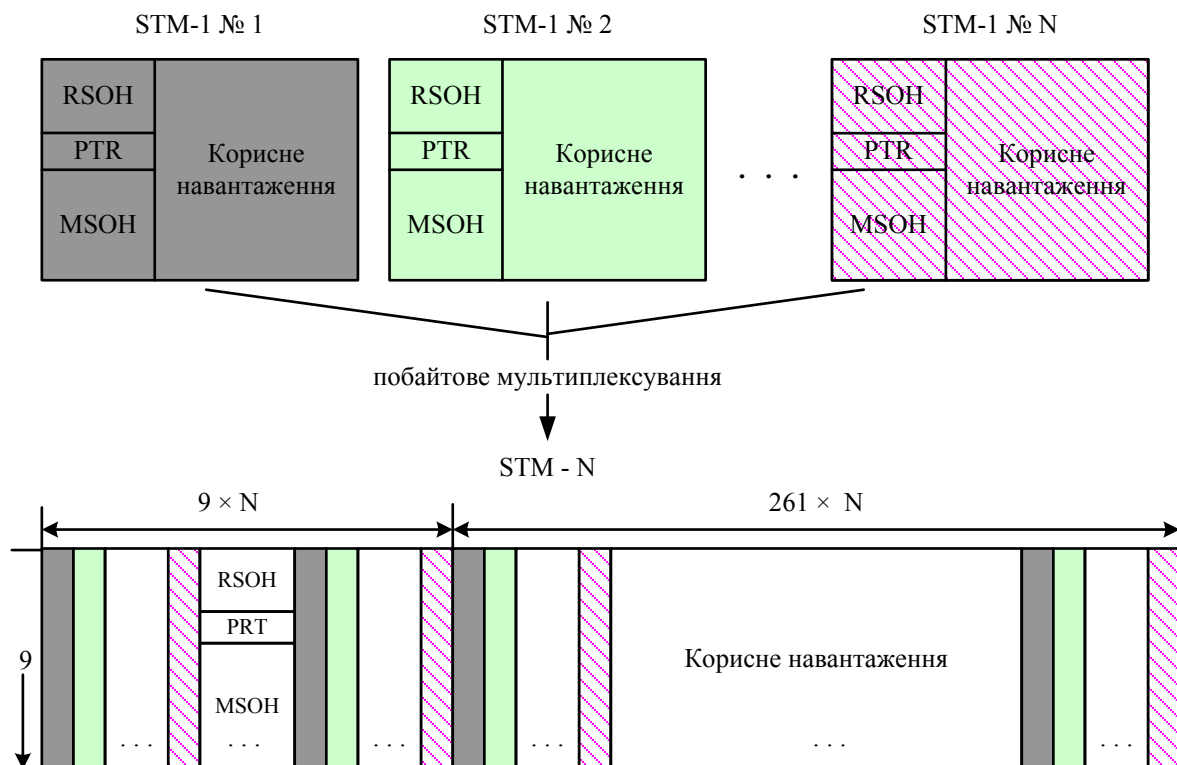 STM-1 № 1
STM-1 № 2
STM-1 № N
RSOH
PTR
MSOH
Корисне
навантаження
RSOH
PTR
MSOH
Корисне
навантаження
. . .
RSOH
PTR
MSOH
Корисне
навантаження
побайтове мультиплексування
STM - N
9 × N
261 × N
9
RSOH
PRT
MSOH
Корисне навантаження
. . .
. . .
. . .
. . .
. . .
. . .